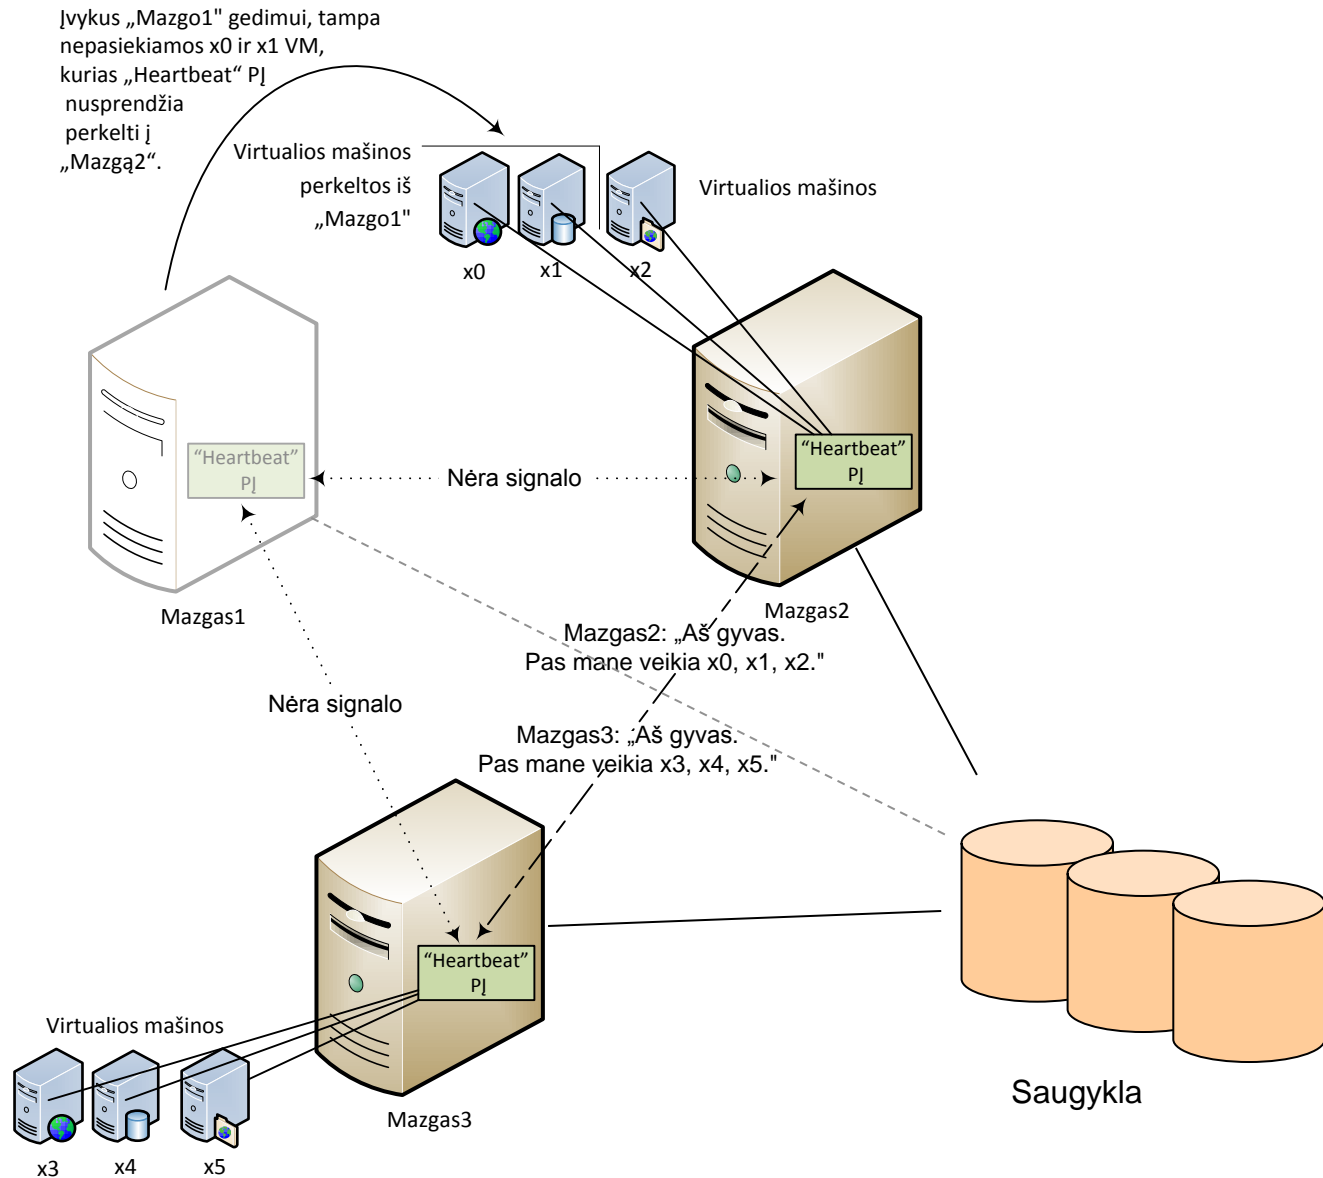 Įvykus „Mazgo1" gedimui, tampa
nepasiekiamos x0 ir x1 VM,
kurias „Heartbeat“ PĮ
nusprendžia
perkelti į
„Mazgą2“.
Virtualios mašinos
perkeltos iš
„Mazgo1"
Virtualios mašinos
x0
x1
x2
“Heartbeat”
PĮ
Nėra signalo
“Heartbeat”
PĮ
Mazgas1
Mazgas2
Mazgas2: „Aš gyvas.
Pas mane veikia x0, x1, x2."
Nėra signalo
Mazgas3: „Aš gyvas.
Pas mane veikia x3, x4, x5."
“Heartbeat”
PĮ
Virtualios mašinos
Saugykla
Mazgas3
x3
x4
x5